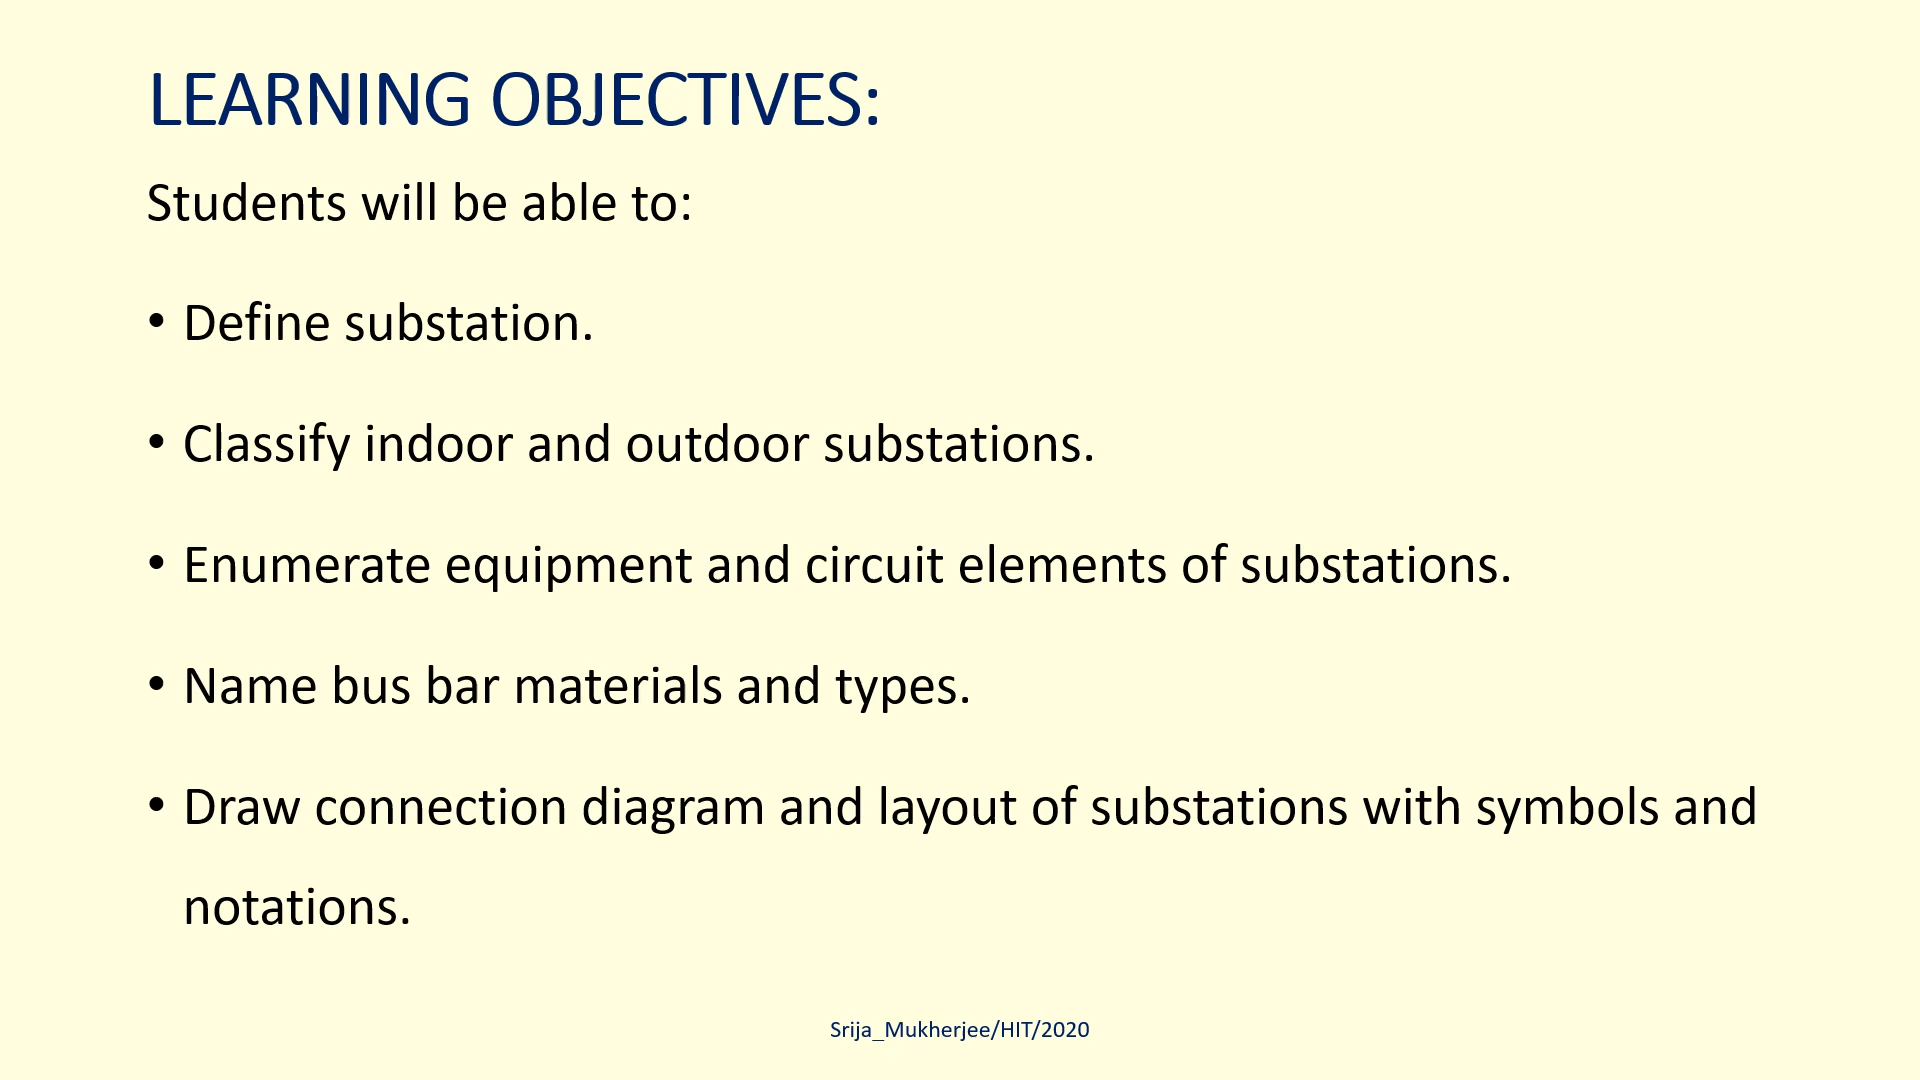 LEARNING OBJECTIVES:
Students will be able to:
• Define substation.
• Classify indoor and outdoor substations.
• Enumerate equipment and circuit elements of substations.
• Name bus bar materials and types.
• Draw connection diagram and layout of substations with symbols and
notations.
Srija_Mukherjee/HIT/2020